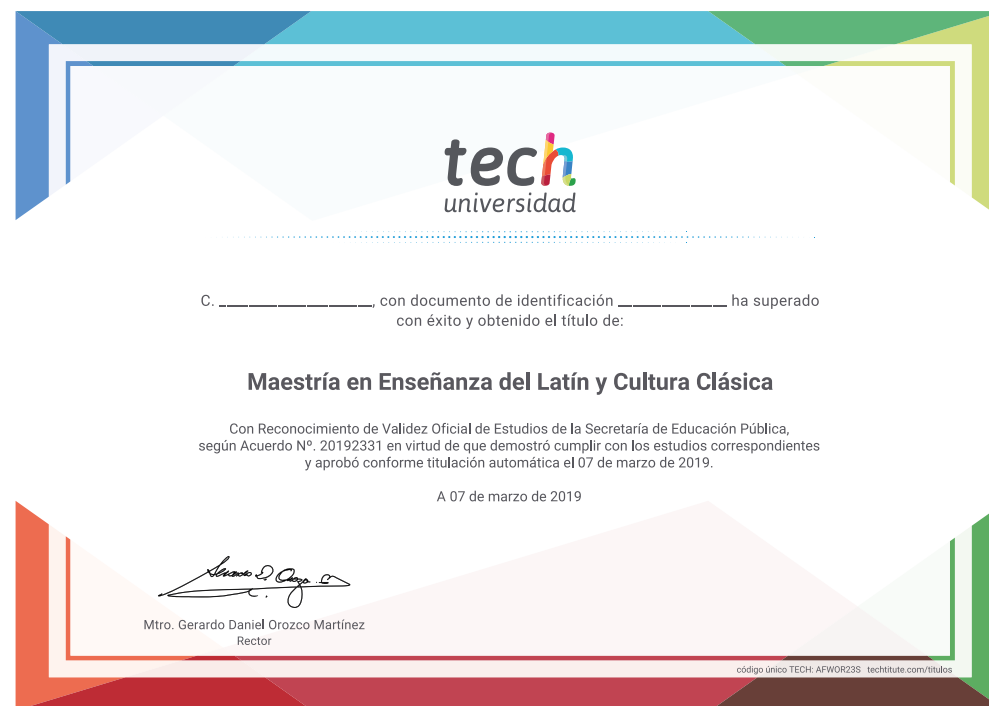 tech
universidad
C. __________________, con documento de identificación _____________ ha superado
con éxito y obtenido el título de:
Maestría en Enseñanza del Latín y Cultura Clásica
Con Reconocimiento de Validez Oficial de Estudios de la Secretaría de Educación Pública,
según Acuerdo Nº. 20192331 en virtud de que demostró cumplir con los estudios correspondientes
y aprobó conforme titulación automática el 07 de marzo de 2019.
A 07 de marzo de 2019
Mtro. Gerardo Daniel Orozco Martínez
Rector
código único TECH: AFWOR23S techtitute.com/titulos